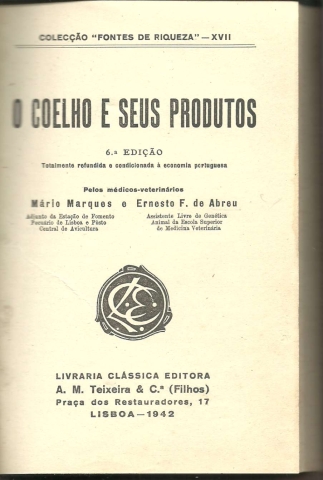 COLECÇÃO "FONTES DE RIQUEZA" — XVII
O COELHO E SEUS PRODUTOS
6.ª EDIÇÃO
Totalmente refundida e condicionada à economia portuguesa
Pelos médicos-veterinários
Mário Marques e Ernesto F. de Abreu
Adjunto da Estação de Fomento
Pecuário de Lisboa e Pôsto
Central de Avicultura
Assistente Livre de Genética
Animal da Escola Superior
de Medicina Veterinária
LCE
LIVRARIA CLÁSSICA EDITORA
A. M. Teixeira & C.ª (Filhos)
Praça dos Restauradores, 17
LISBOA—1942